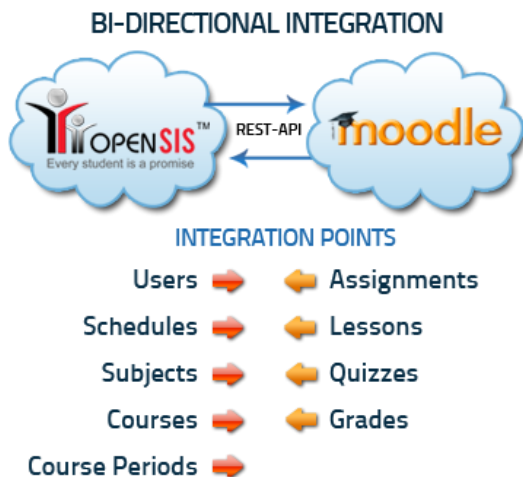 BI-DIRECTIONAL INTEGRATION
OPENSIS™
Every student is a promise
REST-API
moodle
INTEGRATION POINTS
Users
Assignments
Schedules
Lessons
Subjects
Quizzes
Courses
Grades
Course Periods